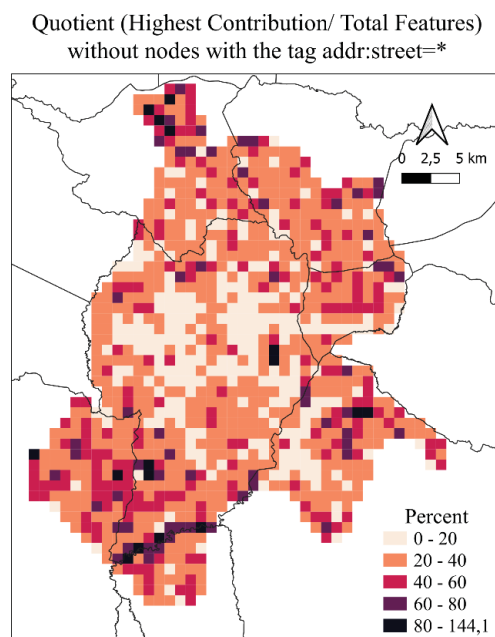 Quotient (Highest Contribution/ Total Features)
without nodes with the tag addr:street=*
0 2,5 5 km
Percent
0 - 20
20 - 40
40 - 60
60 - 80
80 - 144,1